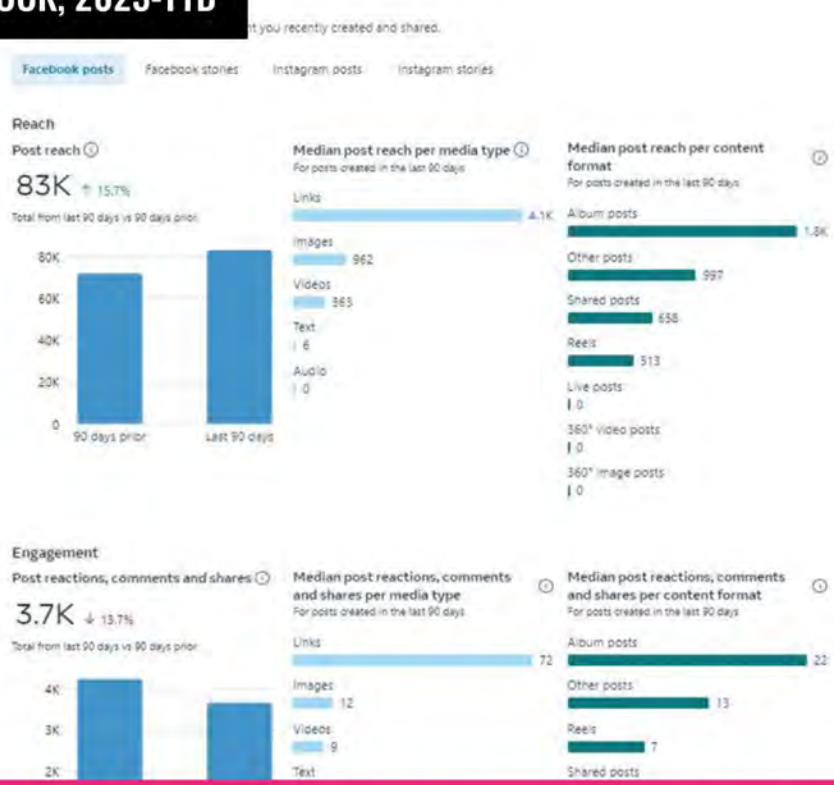 2023-YTD
t you recently created and shared.
Facebook posts Facebook stories Instagram posts Instagram stories
Reach
Post reach
83K ↑ 15.7%
Total from last 90 days vs 90 days prior
80K
60K
40K
20K
0
90 days prior Last 90 days
Median post reach per media type
For posts created in the last 90 days
Links
4.1K
Images
962
Videos
363
Text
6
Audio
0
Median post reach per content
format
For posts created in the last 90 days
Album posts
1.8K
Other posts
997
Shared posts
658
Reels
513
Live posts
0
360° video posts
0
360° image posts
0
Engagement
Post reactions, comments and shares
3.7K ↓ 13.7%
Total from last 90 days vs 90 days prior
4K
3K
2K
Median post reactions, comments
and shares per media type
For posts created in the last 90 days
Links
72
Images
12
Videos
9
Text
Median post reactions, comments
and shares per content format
For posts created in the last 90 days
Album posts
22
Other posts
13
Reels
7
Shared posts